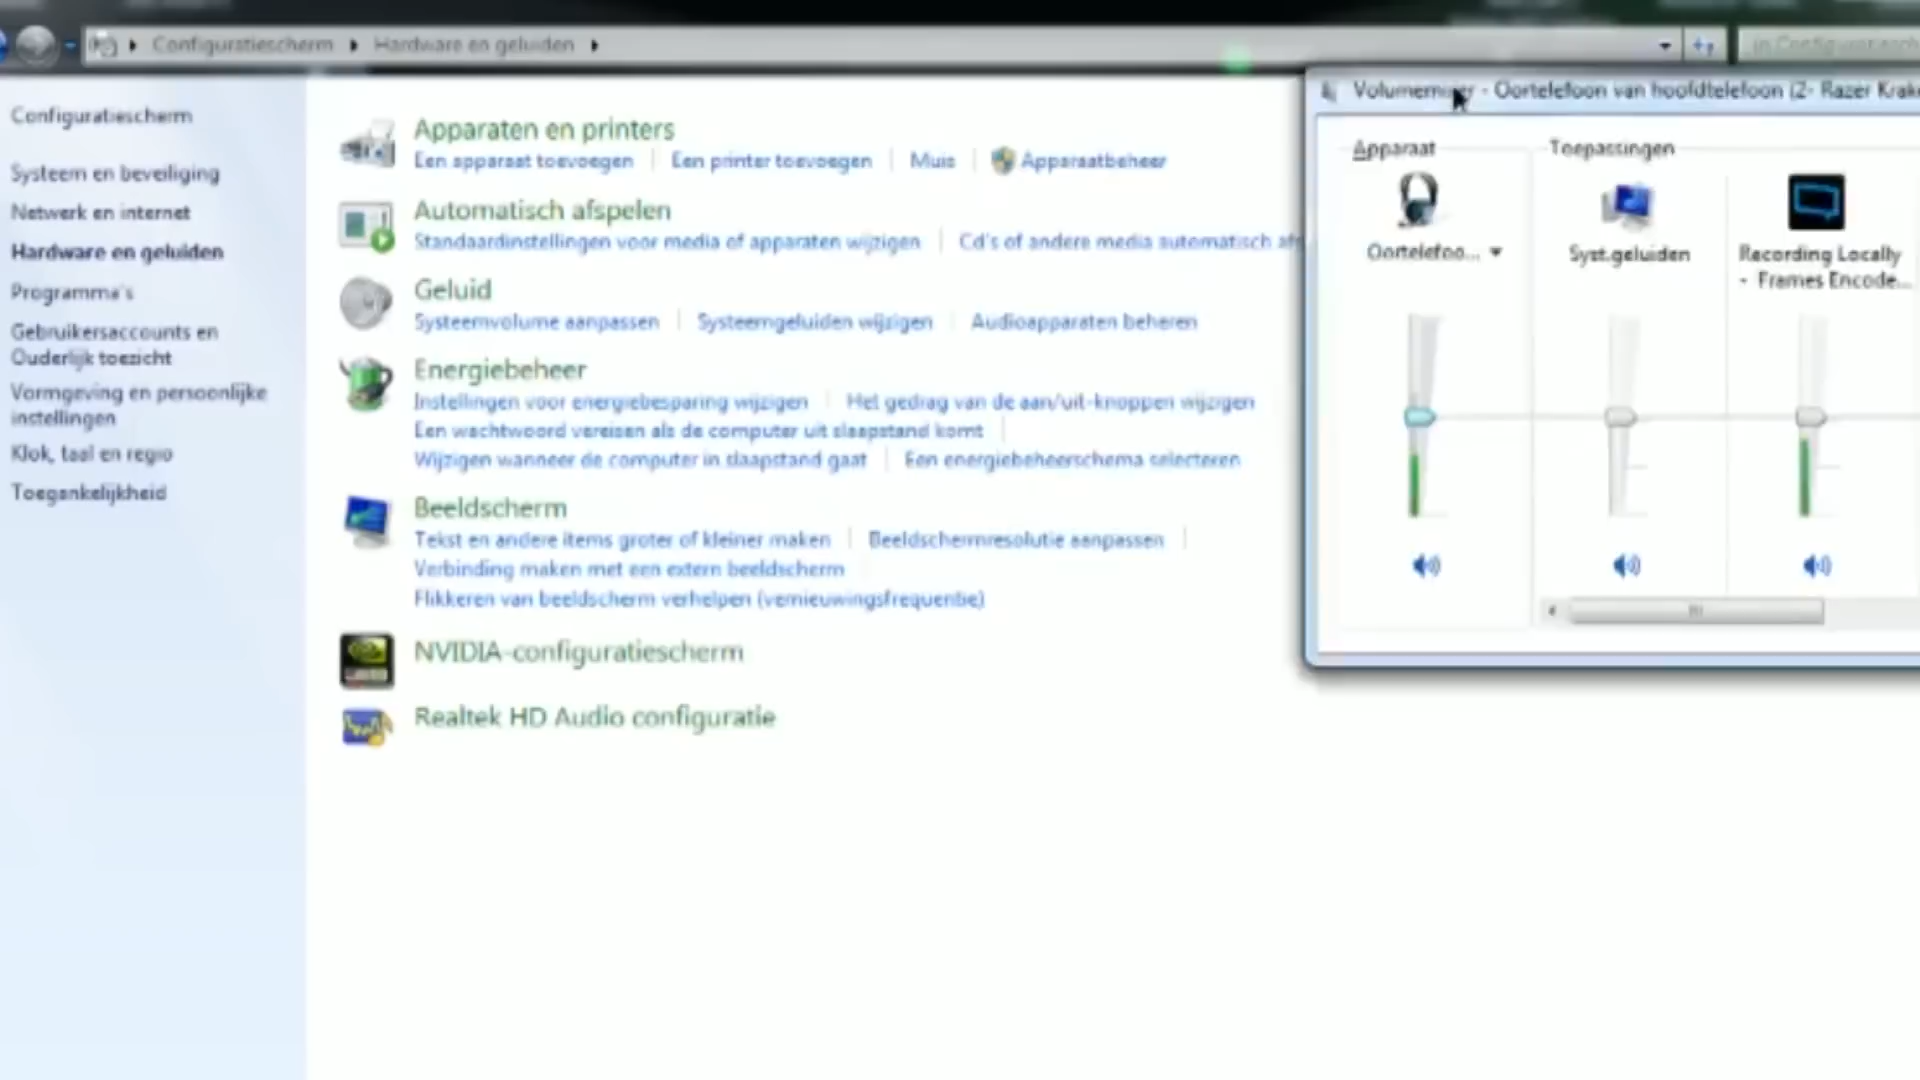 Configuratiescherm Hardware en geluiden
Configuratiescherm
Systeem en beveiliging
Netwerk en internet
Hardware en geluiden
Programma's
Gebruikersaccounts en
Ouderlijk toezicht
Vormgeving en persoonlijke
instellingen
Klok, taal en regio
Toegankelijkheid
Apparaten en printers
Een apparaat toevoegen Een printer toevoegen Muis Apparaatbeheer
Automatisch afspelen
Standaardinstellingen voor media of apparaten wijzigen Cd's of andere media automatisch
Geluid
Systeemvolume aanpassen Systeemgeluiden wijzigen Audioapparaten beheren
Energiebeheer
Instellingen voor energiebesparing wijzigen Het gedrag van de aan/uit-knoppen wijzigen
Een wachtwoord vereisen als de computer uit slaapstand komt
Wijzigen wanneer de computer in slaapstand gaat Een energiebeheerschema selecteren
Beeldscherm
Tekst en andere items groter of kleiner maken Beeldschermresolutie aanpassen
Verbinding maken met een extern beeldscherm
Flikkeren van beeldscherm verhelpen (vernieuwingsfrequentie)
NVIDIA-configuratiescherm
Realtek HD Audio configuratie
Volumemixer - Oortelefoon van hoofdtelefoon (2- Razer Krak
Apparaat
Toepassingen
Oortelefoo...
Syst.geluiden
Recording Locally
- Frames Encode...